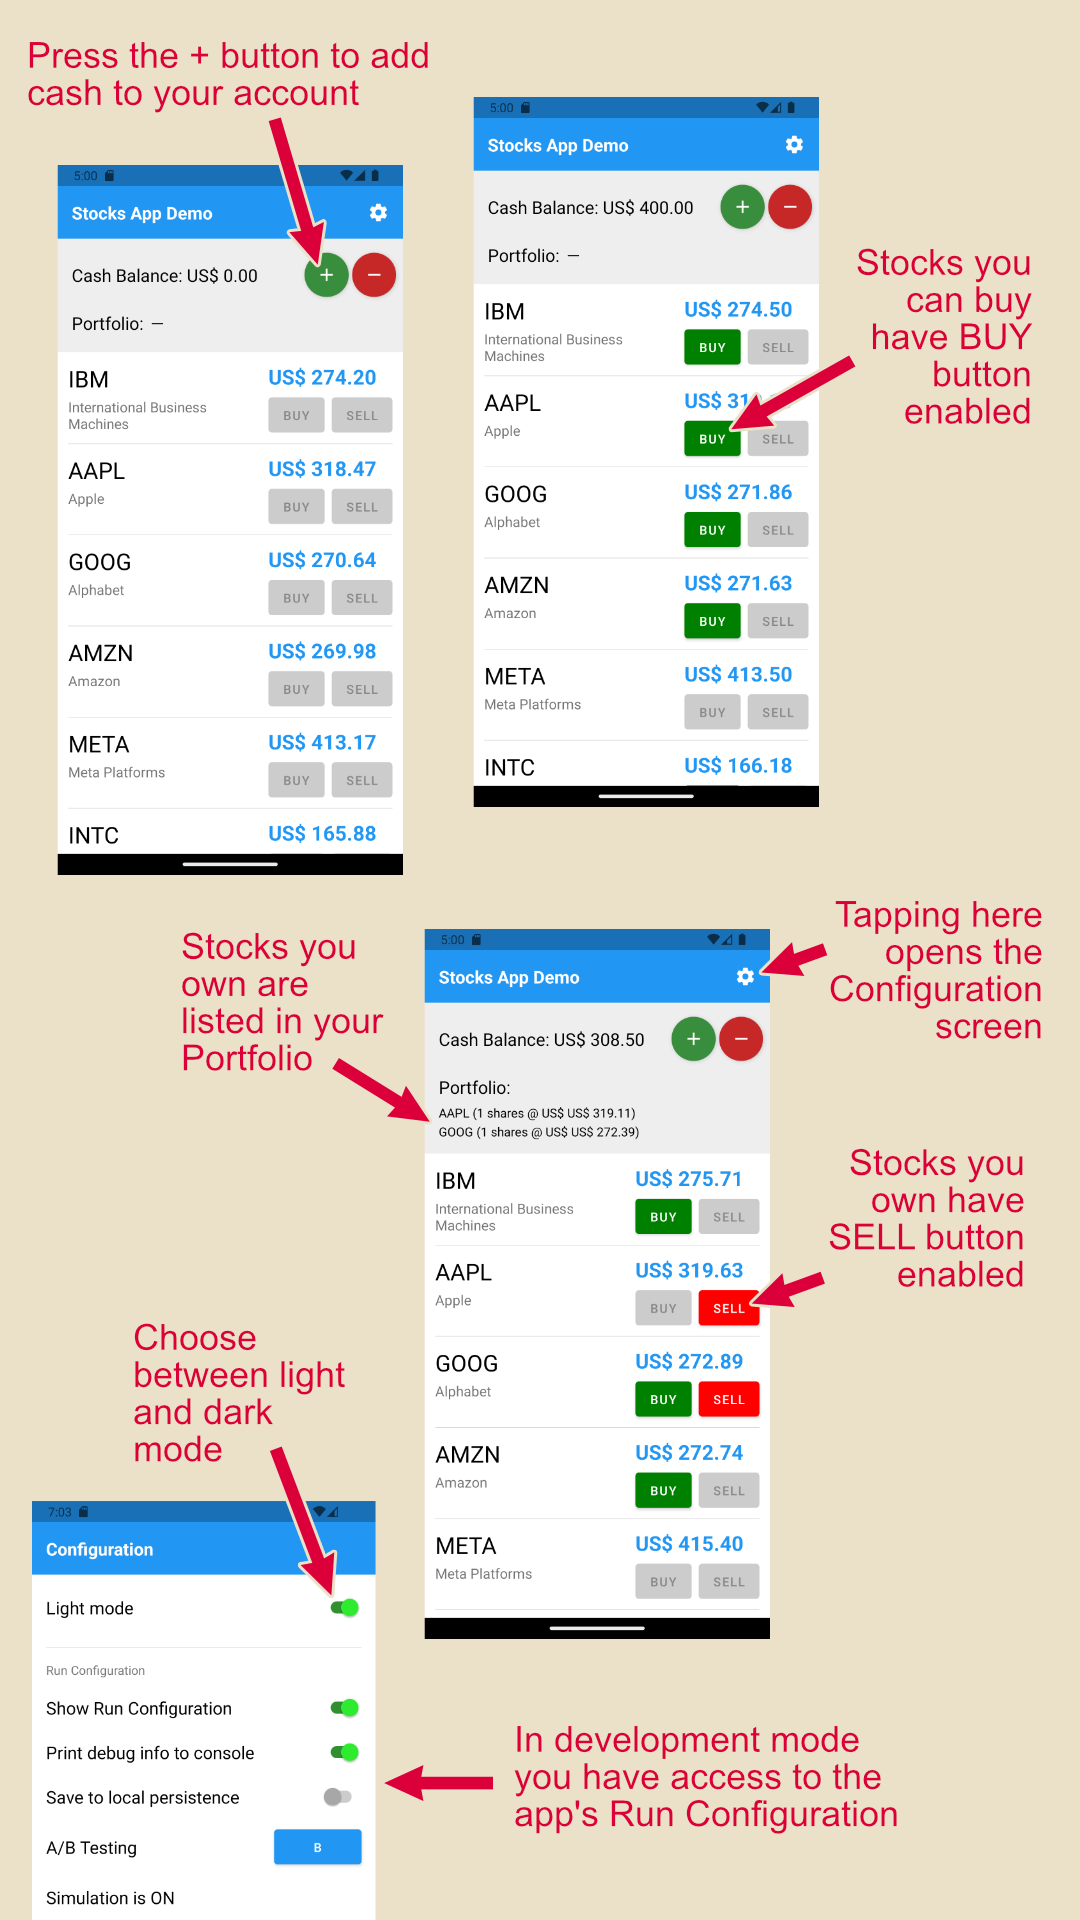 Press the + button to add
cash to your account
5:00
Stocks App Demo
Cash Balance: US$ 0.00
+
−
Portfolio: —
IBM
US$ 274.20
International Business
Machines
BUY
SELL
AAPL
US$ 318.47
Apple
BUY
SELL
GOOG
US$ 270.64
Alphabet
BUY
SELL
AMZN
US$ 269.98
Amazon
BUY
SELL
META
US$ 413.17
Meta Platforms
BUY
SELL
INTC
US$ 165.88
5:00
Stocks App Demo
Cash Balance: US$ 400.00
+
−
Portfolio: —
IBM
US$ 274.50
International Business
Machines
BUY
SELL
AAPL
US$ 31
Apple
BUY
SELL
GOOG
US$ 271.86
Alphabet
BUY
SELL
AMZN
US$ 271.63
Amazon
BUY
SELL
META
US$ 413.50
Meta Platforms
BUY
SELL
INTC
US$ 166.18
Stocks you
can buy
have BUY
button
enabled
Stocks you
own are
listed in your
Portfolio
5:00
Stocks App Demo
Cash Balance: US$ 308.50
+
−
Portfolio:
AAPL (1 shares @ US$ US$ 319.11)
GOOG (1 shares @ US$ US$ 272.39)
IBM
US$ 275.71
International Business
Machines
BUY
SELL
AAPL
US$ 319.63
Apple
BUY
SELL
GOOG
US$ 272.89
Alphabet
BUY
SELL
AMZN
US$ 272.74
Amazon
BUY
SELL
META
US$ 415.40
Meta Platforms
BUY
SELL
Tapping here
opens the
Configuration
screen
Stocks you
own have
SELL button
enabled
Choose
between light
and dark
mode
7:03
Configuration
Light mode
Run Configuration
Show Run Configuration
Print debug info to console
Save to local persistence
A/B Testing
B
Simulation is ON
In development mode
you have access to the
app's Run Configuration